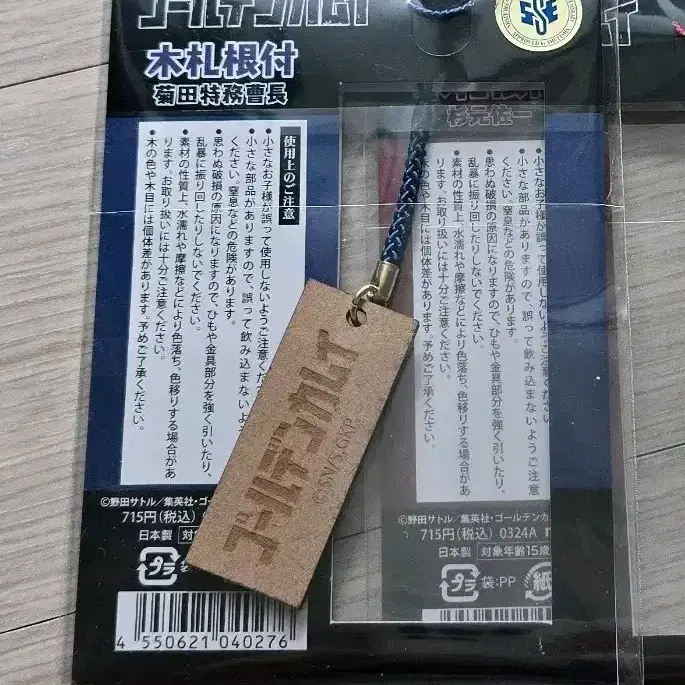 ゴールデンカムイ
木札根付
菊田特務曹長
使用上のご注意
●小さなお子様が誤って使用しないようご注意ください。
●小さな部品がありますので、誤って飲み込まないようご注意
ください。窒息などの危険があります。
●思わぬ破損の原因になりますので、ひもや金具部分を強く引いたり、
乱暴に振り回したりしないでください。
●素材の性質上、水濡れや摩擦などにより色落ち、色移りする場合があ
ります。お取り扱いには十分ご注意ください。
●木の色や木目には個体差があります。予めご了承ください。
©野田サトル／集英社・ゴー
715円(税込)
日本製 対
プラ
4 550621 040276
ゴールデンカムイ
©SN/S・GKP
杉元佐一
●小さなお子様が誤って使用しないようご注意くだ
●小さな部品がありますので、誤って飲み込まないようご注意
ください。窒息などの危険があります。
●思わぬ破損の原因になりますので、ひもや金具部分を強く引いたり、
乱暴に振り回したりしないでください。
●素材の性質上、水濡れや摩擦などにより色落ち、色移りする場合があ
ります。お取り扱いには十分ご注意ください。
●木の色や木目には個体差があります。予めご了承ください。
©野田サトル／集英社・ゴールデンカ
715円(税込) 0324A
日本製 対象年齢15歳
プラ 袋:PP 紙